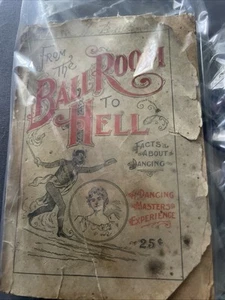 From
The
Ball Room
to
Hell
Facts
About
Dancing
A
Dancing
Master's
Experience
25¢